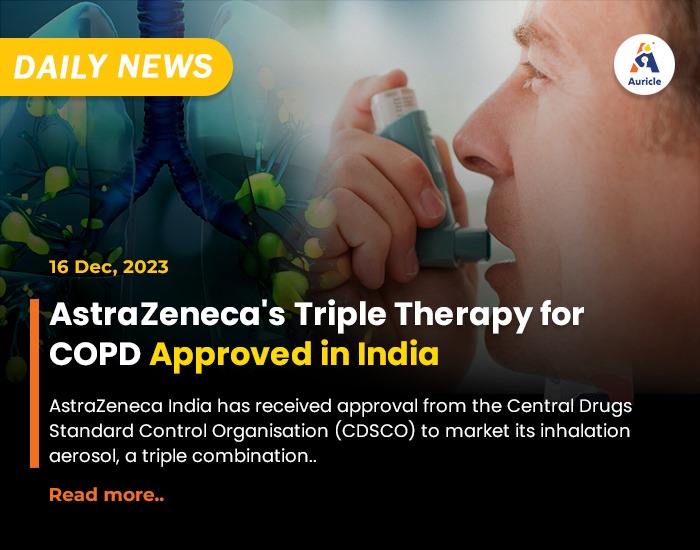 DAILY NEWS
Auricle
16 Dec, 2023
AstraZeneca's Triple Therapy for
COPD Approved in India
AstraZeneca India has received approval from the Central Drugs
Standard Control Organisation (CDSCO) to market its inhalation
aerosol, a triple combination..
Read more..